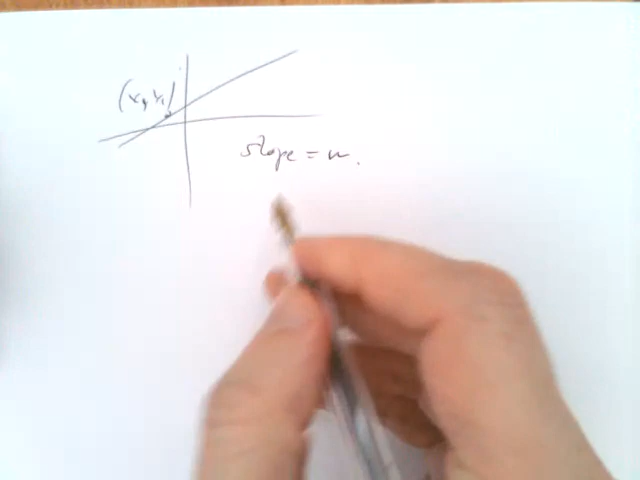 (x₁, y₁)
slope = m.